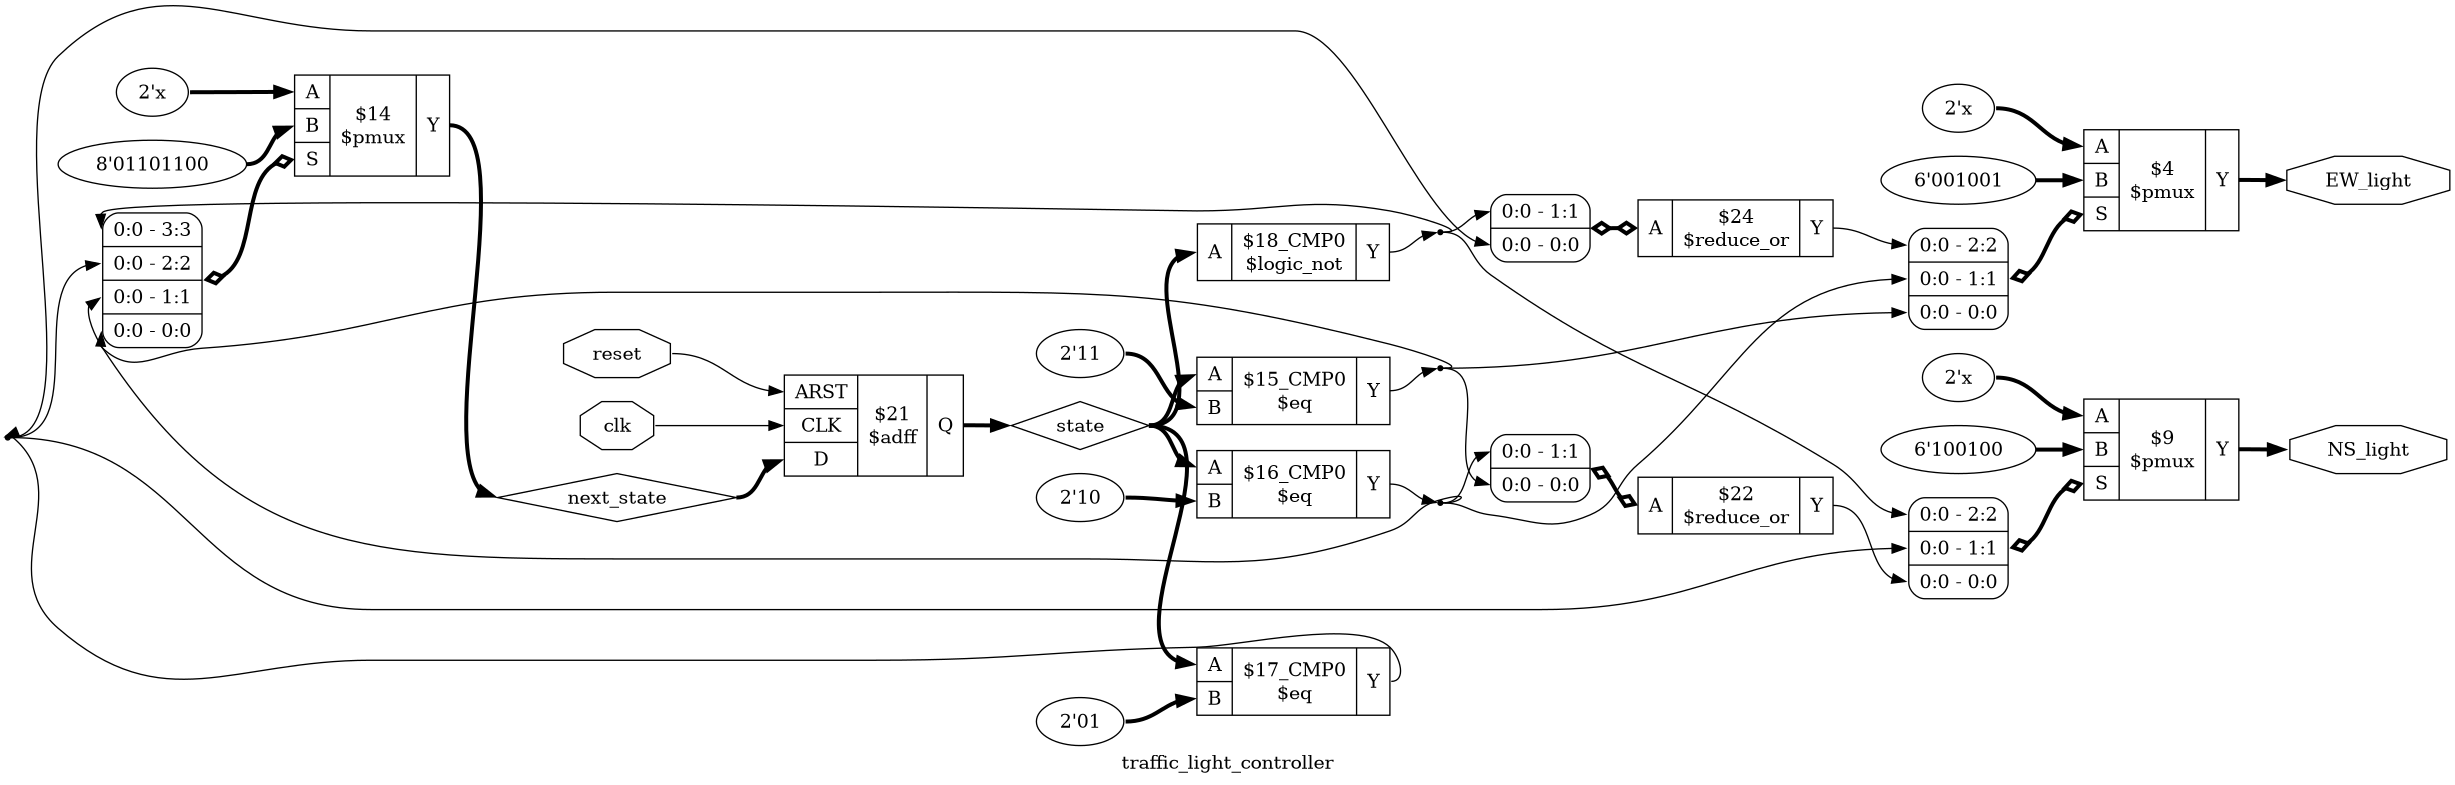 2'x
8'01101100
A
B
S
$14
$pmux
Y
0:0 - 3:3
0:0 - 2:2
0:0 - 1:1
0:0 - 0:0
reset
clk
next_state
ARST
CLK
D
$21
$adff
Q
state
2'11
2'10
2'01
A
$18_CMP0
$logic_not
Y
A
B
$15_CMP0
$eq
Y
A
B
$16_CMP0
$eq
Y
A
B
$17_CMP0
$eq
Y
0:0 - 1:1
0:0 - 0:0
A
$24
$reduce_or
Y
0:0 - 1:1
0:0 - 0:0
A
$22
$reduce_or
Y
2'x
6'001001
0:0 - 2:2
0:0 - 1:1
0:0 - 0:0
A
B
S
$4
$pmux
Y
EW_light
2'x
6'100100
0:0 - 2:2
0:0 - 1:1
0:0 - 0:0
A
B
S
$9
$pmux
Y
NS_light
traffic_light_controller